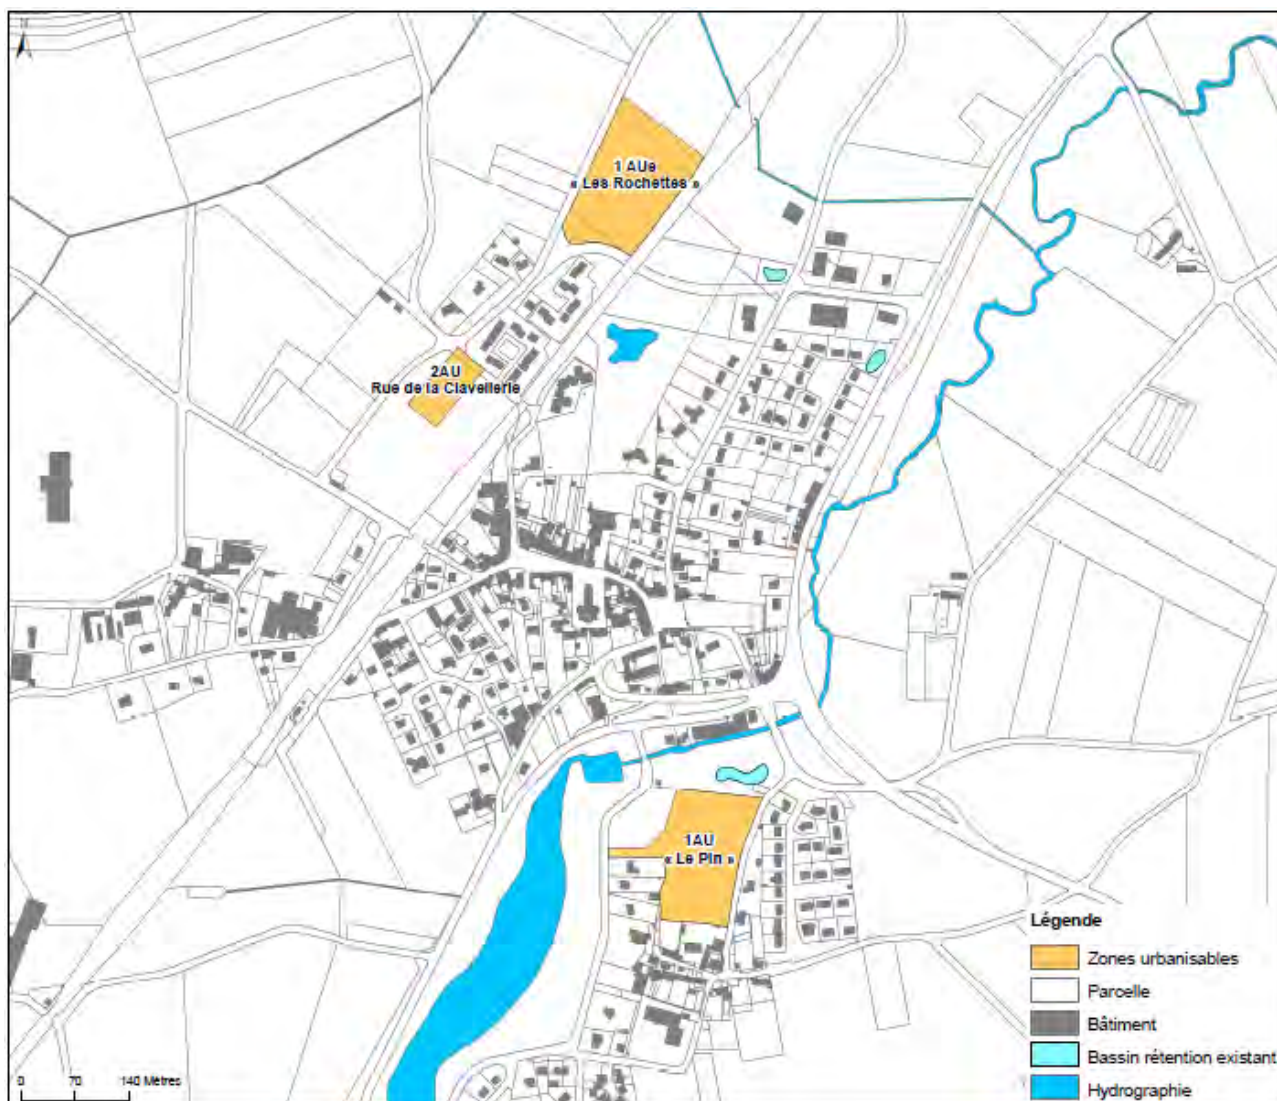 N
1 AUe
« Les Rochettes »
2AU
Rue de la Clavellerie
1AU
« Le Pin »
Légende
Zones urbanisables
Parcelle
Bâtiment
Bassin rétention existant
Hydrographie
0 70 140 Mètres